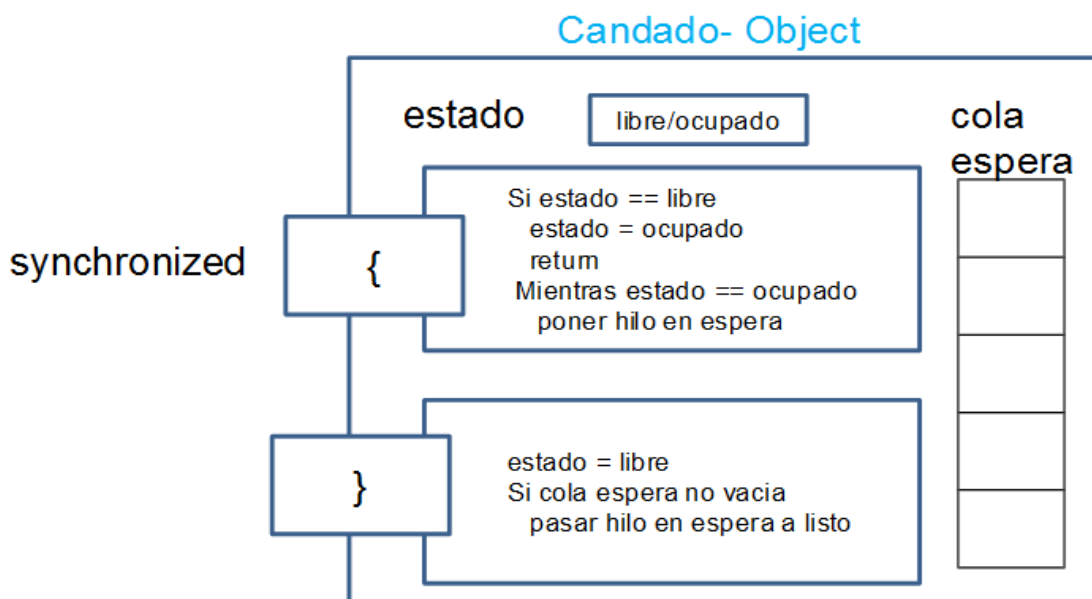 Candado- Object
estado
libre/ocupado
cola
espera
synchronized
{
Si estado == libre
estado = ocupado
return
Mientras estado == ocupado
poner hilo en espera
}
estado = libre
Si cola espera no vacia
pasar hilo en espera a listo